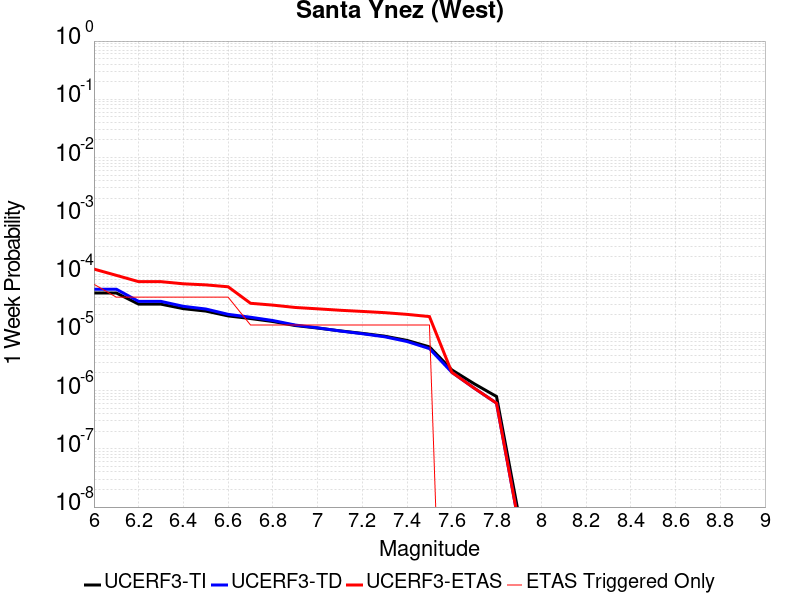 Santa Ynez (West)
10^0
10^-1
10^-2
10^-3
10^-4
10^-5
10^-6
10^-7
10^-8
1 Week Probability
6 6.2 6.4 6.6 6.8 7 7.2 7.4 7.6 7.8 8 8.2 8.4 8.6 8.8 9
Magnitude
UCERF3-TI UCERF3-TD UCERF3-ETAS ETAS Triggered Only